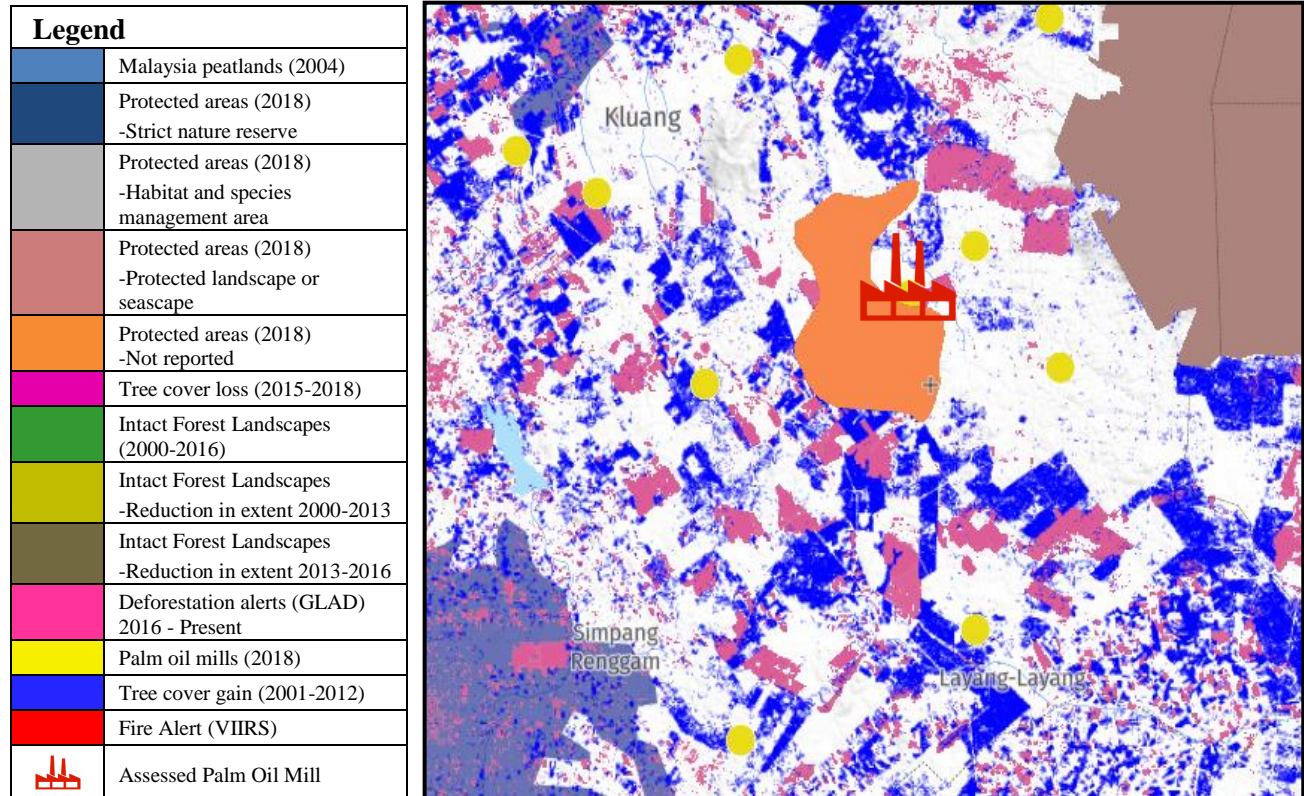 Legend
Malaysia peatlands (2004)
Protected areas (2018)
-Strict nature reserve
Protected areas (2018)
-Habitat and species
management area
Protected areas (2018)
-Protected landscape or
seascape
Protected areas (2018)
-Not reported
Tree cover loss (2015-2018)
Intact Forest Landscapes
(2000-2016)
Intact Forest Landscapes
-Reduction in extent 2000-2013
Intact Forest Landscapes
-Reduction in extent 2013-2016
Deforestation alerts (GLAD)
2016 - Present
Palm oil mills (2018)
Tree cover gain (2001-2012)
Fire Alert (VIIRS)
Assessed Palm Oil Mill
Kluang
Simpang
Renggam
Layang-Layang